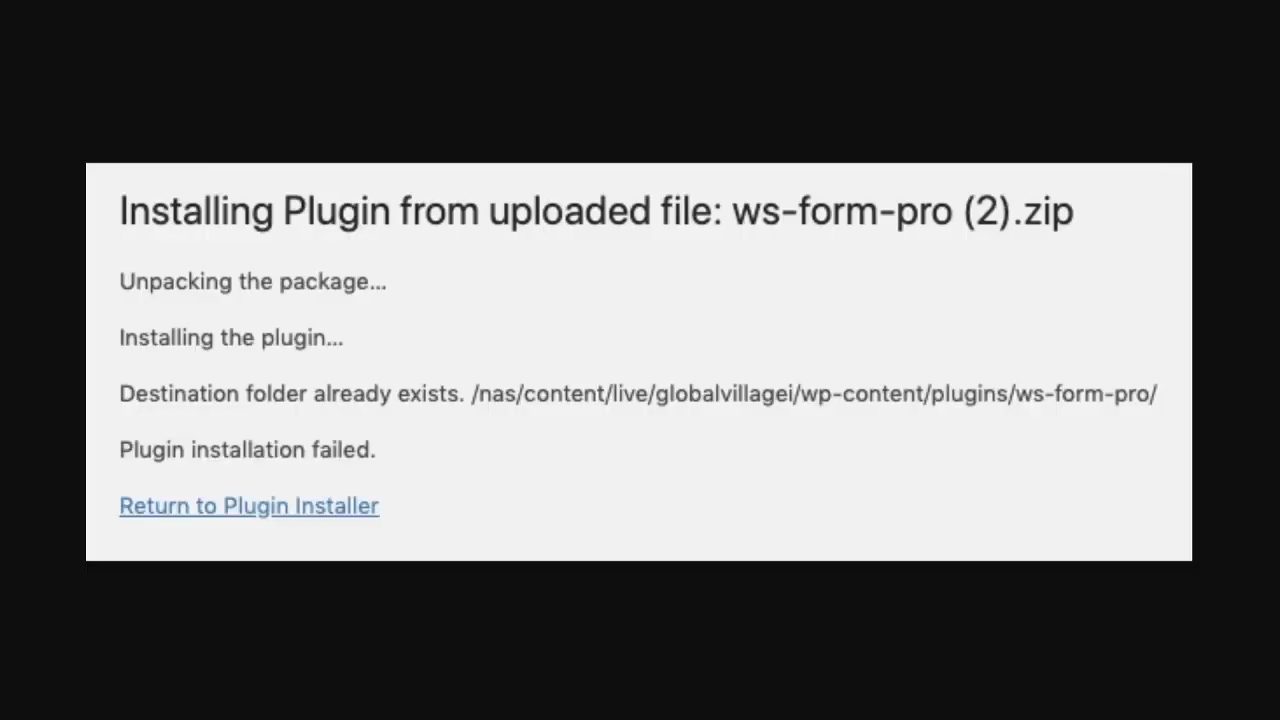 Installing Plugin from uploaded file: ws-form-pro (2).zip
Unpacking the package...
Installing the plugin...
Destination folder already exists. /nas/content/live/globalvillagei/wp-content/plugins/ws-form-pro/
Plugin installation failed.
Return to Plugin Installer